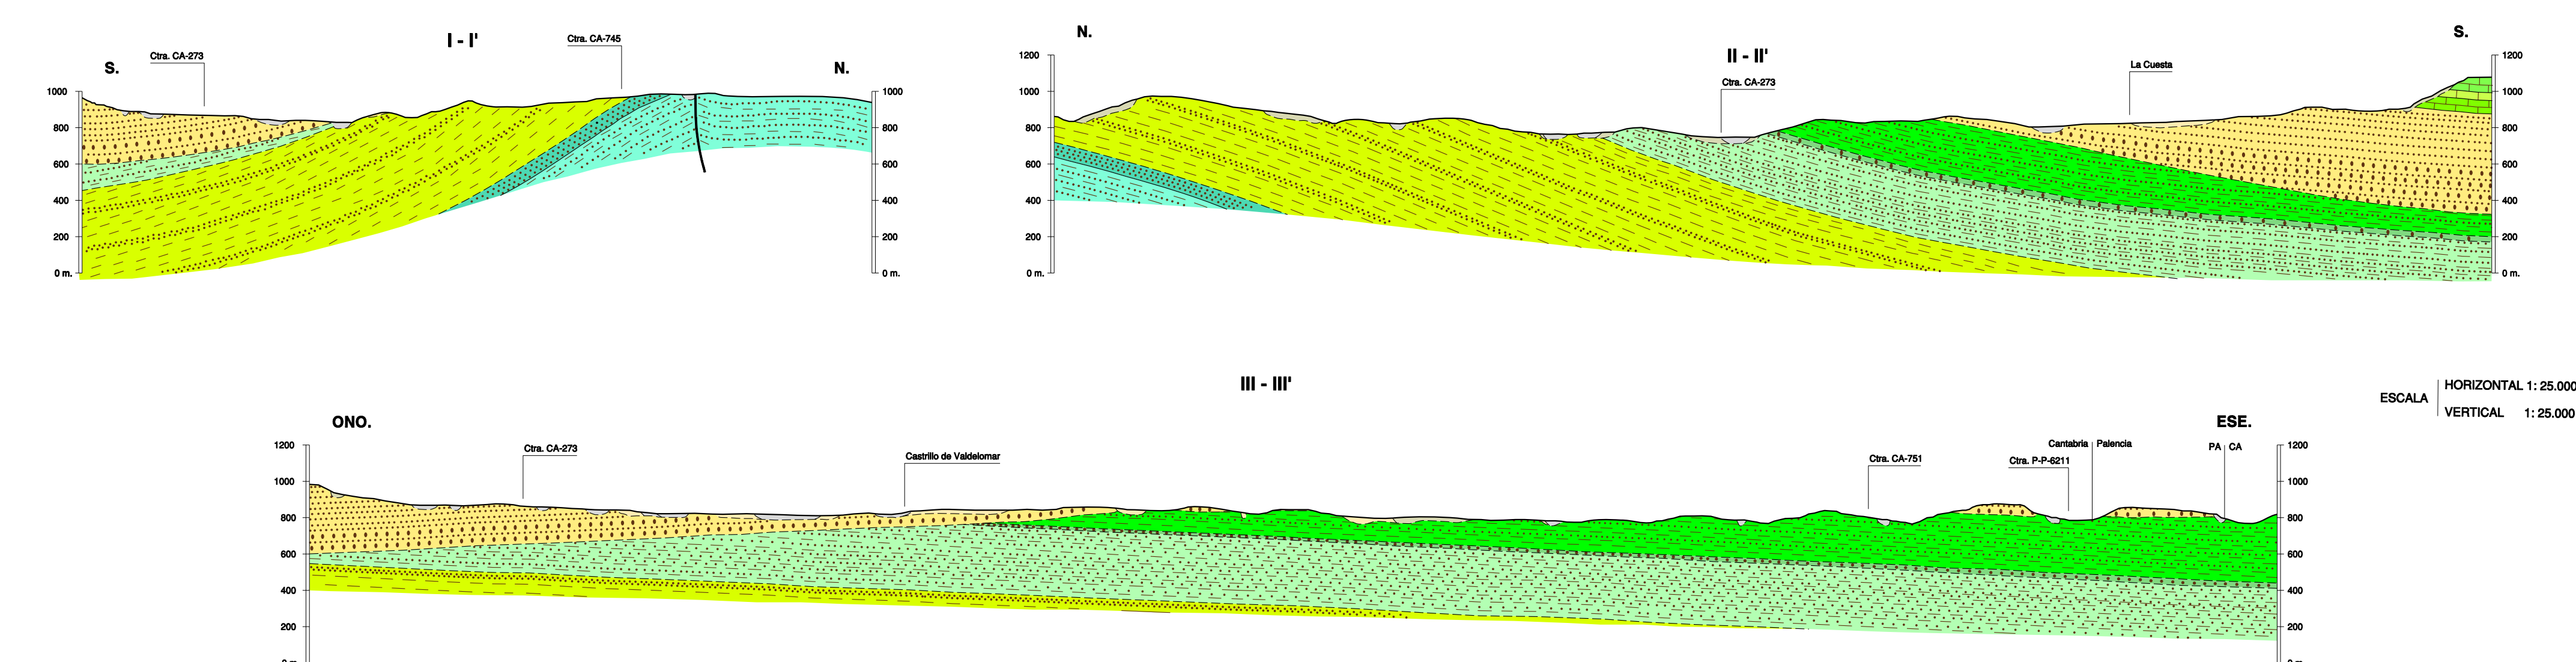 I - I'
Ctra. CA-273
Ctra. CA-745
S.
N.
1000
800
600
400
200
0 m.
1000
800
600
400
200
0 m.
N.
S.
II - II'
Ctra. CA-273
La Cuesta
1200
1000
800
600
400
200
0 m.
1200
1000
800
600
400
200
0 m.
III - III'
ESCALA
HORIZONTAL 1: 25.000
VERTICAL 1: 25.000
ONO.
ESE.
Ctra. CA-273
Castrillo de Valdelomar
Ctra. CA-751
Ctra. P-P-6211
Cantabria Palencia
PA CA
1200
1000
800
600
400
200
1200
1000
800
600
400
200